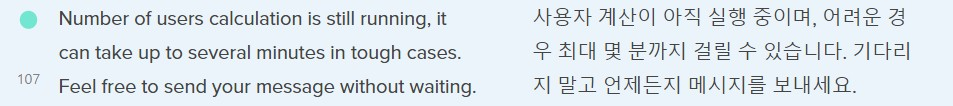 Number of users calculation is still running, it
can take up to several minutes in tough cases.
107
Feel free to send your message without waiting.
사용자 계산이 아직 실행 중이며, 어려운 경
우 최대 몇 분까지 걸릴 수 있습니다. 기다리
지 말고 언제든지 메시지를 보내세요.